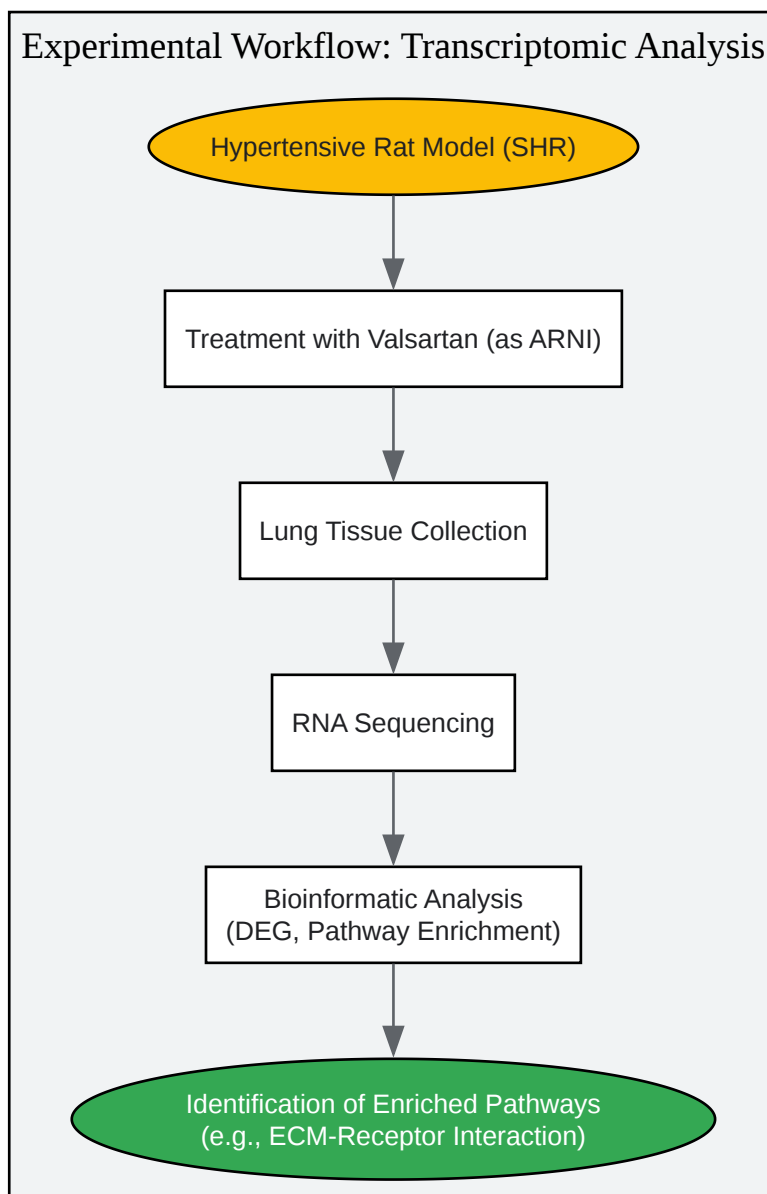 Experimental Workflow: Transcriptomic Analysis
Hypertensive Rat Model (SHR)
Treatment with Valsartan (as ARNI)
Lung Tissue Collection
RNA Sequencing
Bioinformatic Analysis
(DEG, Pathway Enrichment)
Identification of Enriched Pathways
(e.g., ECM-Receptor Interaction)